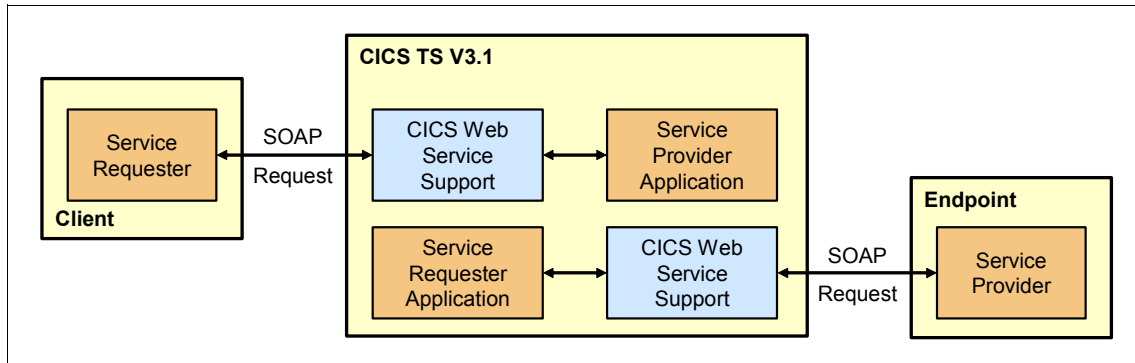 CICS TS V3.1
Service
Requester
Client
SOAP
Request
CICS Web
Service
Support
Service
Provider
Application
Service
Requester
Application
CICS Web
Service
Support
SOAP
Request
Endpoint
Service
Provider